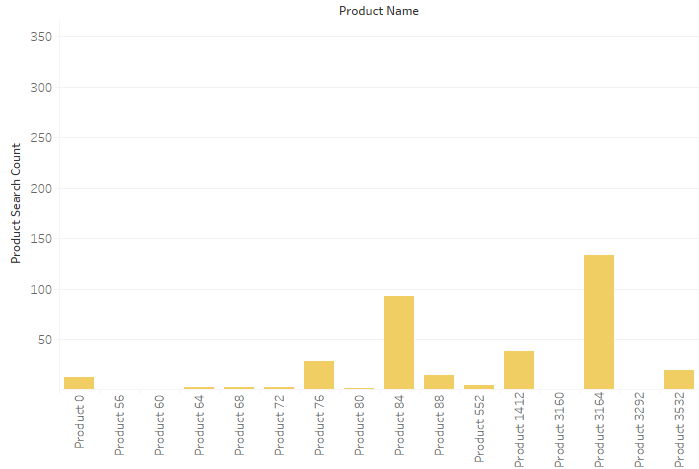 Product Name
Product Search Count
350
300
250
200
150
100
50
Product 0
Product 56
Product 60
Product 64
Product 68
Product 72
Product 76
Product 80
Product 84
Product 88
Product 552
Product 1412
Product 3160
Product 3164
Product 3292
Product 3532